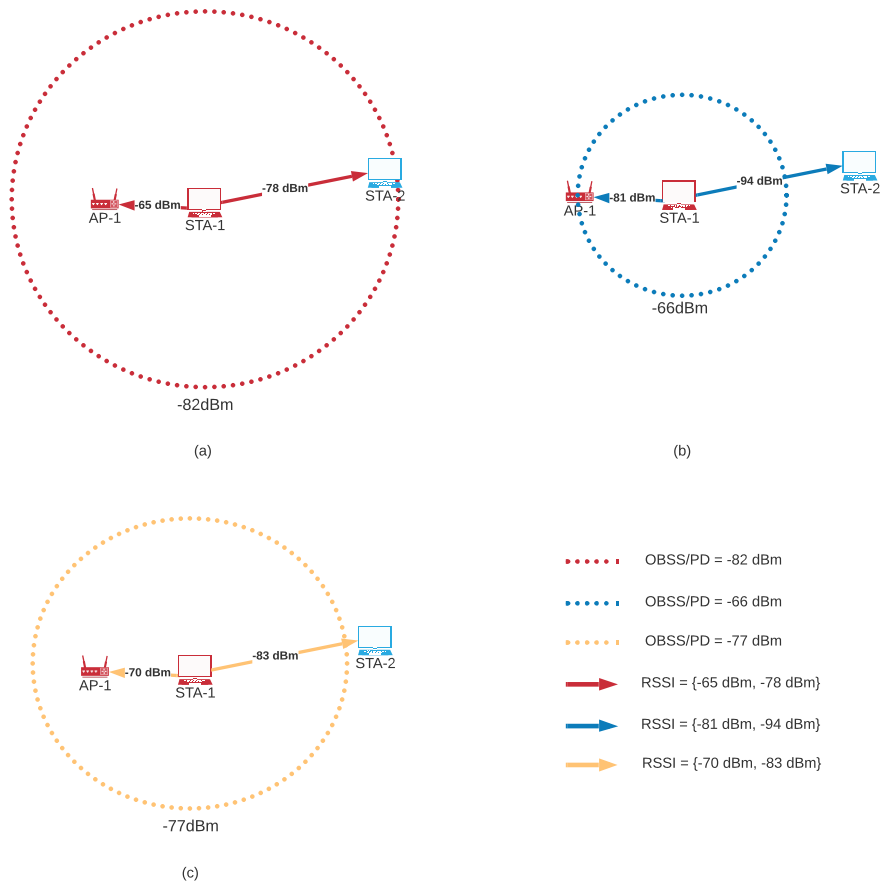 -65 dBm
-78 dBm
AP-1
STA-1
STA-2
-82dBm
(a)
-81 dBm
-94 dBm
AP-1
STA-1
STA-2
-66dBm
(b)
-70 dBm
-83 dBm
AP-1
STA-1
STA-2
-77dBm
(c)
OBSS/PD = -82 dBm
OBSS/PD = -66 dBm
OBSS/PD = -77 dBm
RSSI = {-65 dBm, -78 dBm}
RSSI = {-81 dBm, -94 dBm}
RSSI = {-70 dBm, -83 dBm}